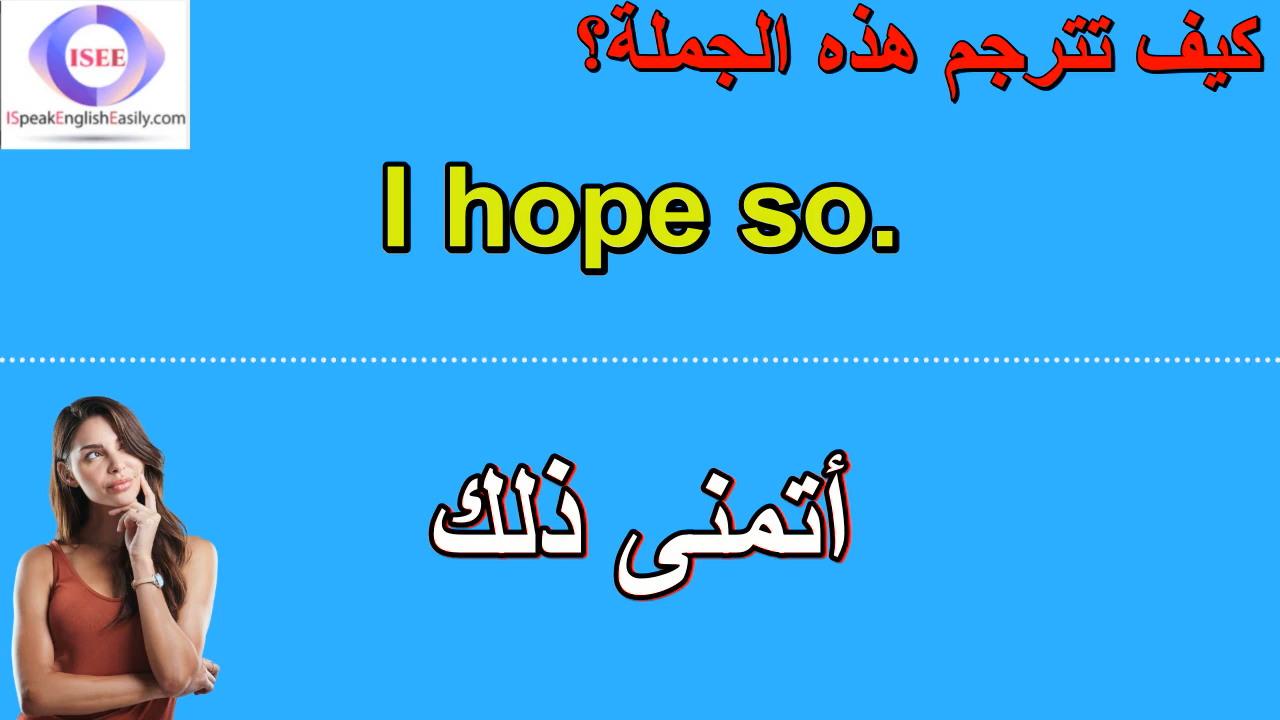 كيف تترجم هذه الجملة؟
ISEE
ISpeakEnglishEasily.com
I hope so.
أتمنى ذلك